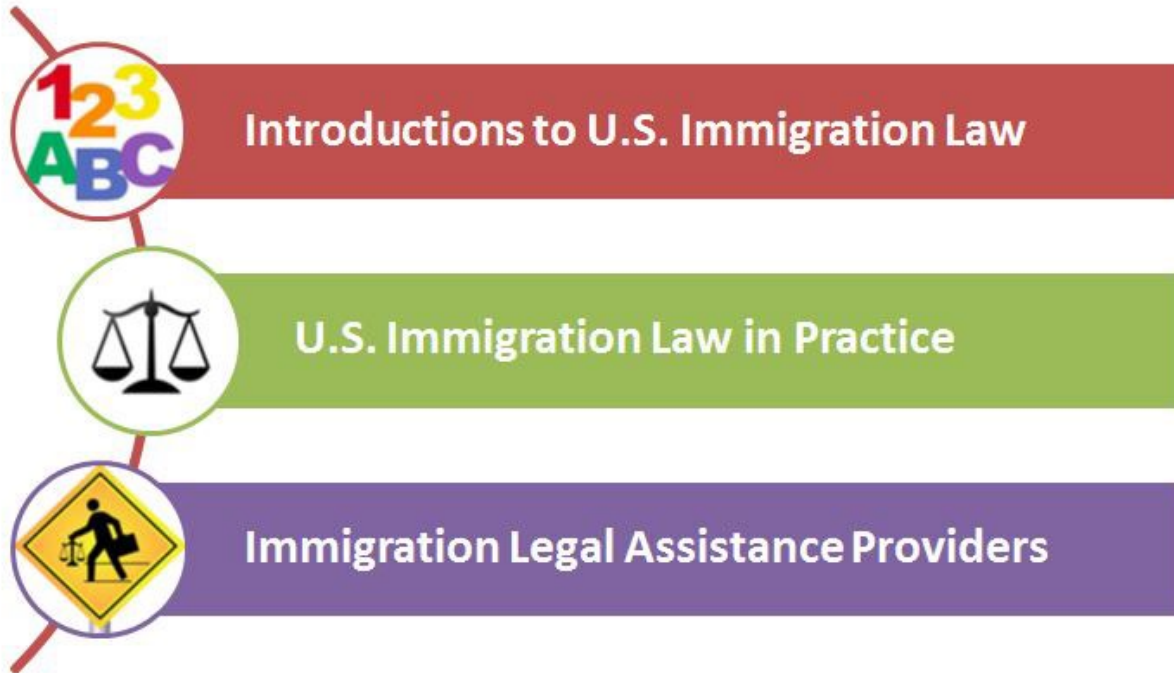 123
ABC
Introductions to U.S. Immigration Law
U.S. Immigration Law in Practice
Immigration Legal Assistance Providers